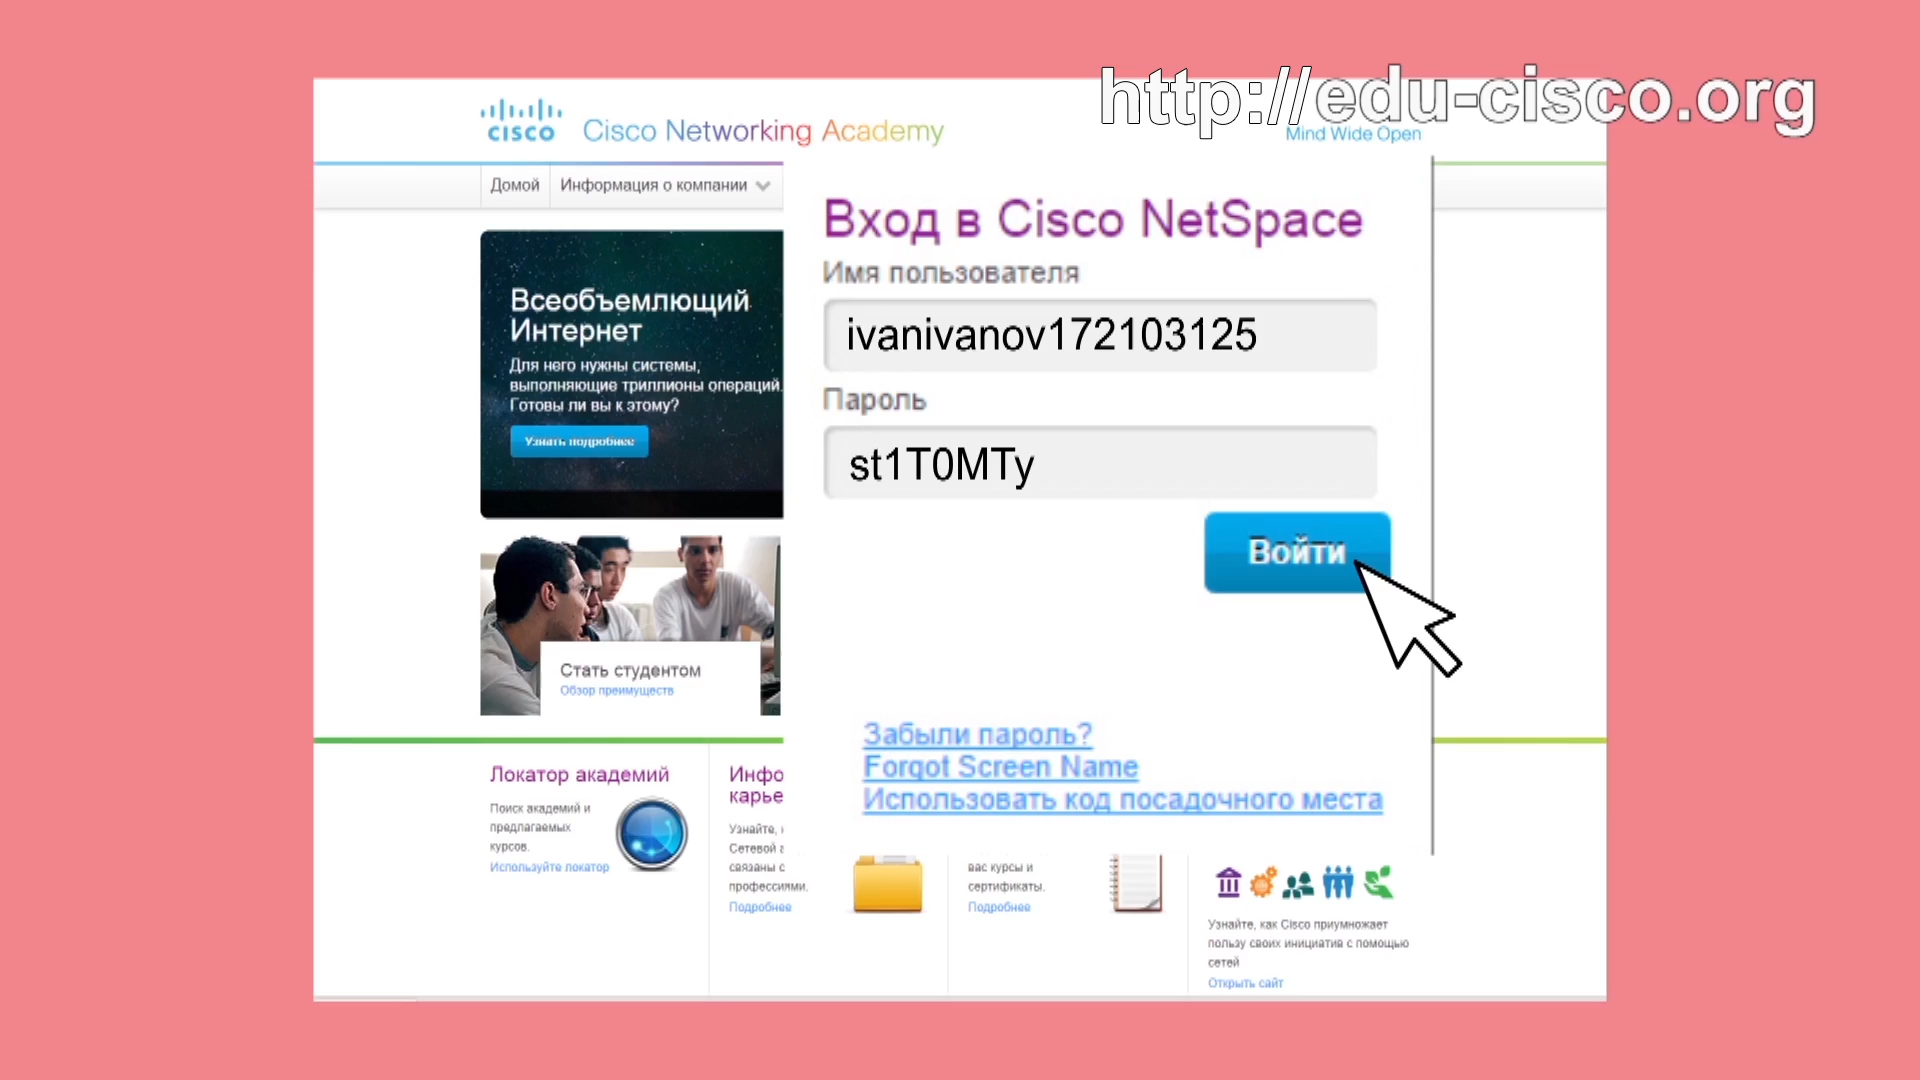 http://edu-cisco.org
cisco
Cisco Networking Academy
Mind Wide Open
Домой
Информация о компании
Вход в Cisco NetSpace
Имя пользователя
ivanivanov172103125
Пароль
st1T0MTy
Войти
Забыли пароль?
Forgot Screen Name
Использовать код посадочного места
Всеобъемлющий
Интернет
Для него нужны системы,
выполняющие триллионы операций.
Готовы ли вы к этому?
Узнать подробнее
Стать студентом
Обзор преимуществ
Локатор академий
Поиск академий и
предлагаемых
курсов.
Используйте локатор
Инфо
карье
Узнайте,
Сетевой
связаны с
профессиями.
Подробнее
вас курсы и
сертификаты.
Подробнее
Узнайте, как Cisco приумножает
пользу своих инициатив с помощью
сетей
Открыть сайт